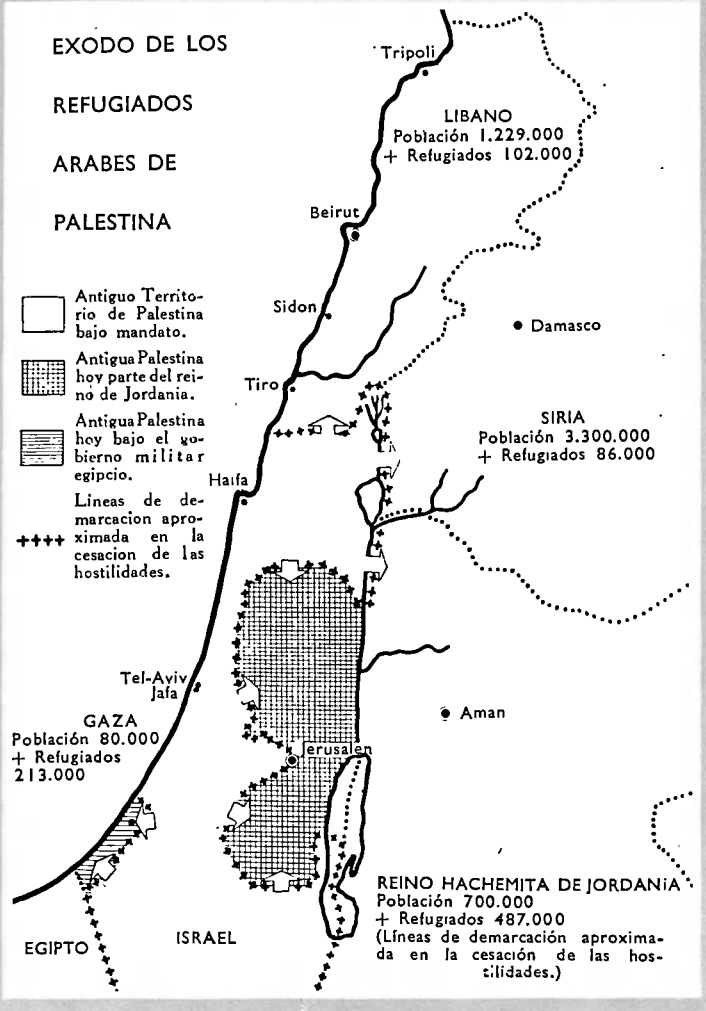 EXODO DE LOS
REFUGIADOS
ARABES DE
PALESTINA
Antiguo Territo-
rio de Palestina
bajo mandato.
Antigua Palestina
hoy parte del rei-
no de Jordania.
Antigua Palestina
hoy bajo el go-
bierno militar
egipcio.
Lineas de de-
marcacion apro-
ximada en la
cesacion de las
hostilidades.
Tripoli
LIBANO
Población 1.229.000
+ Refugiados 102.000
Beirut
Sidon
Damasco
Tiro
SIRIA
Población 3.300.000
+ Refugiados 86.000
Haifa
Tel-Aviv
Jafa
GAZA
Población 80.000
+ Refugiados
213.000
Aman
Jerusalen
REINO HACHEMITA DE JORDANiA
Población 700.000
+ Refugiados 487.000
(Líneas de demarcación aproxima-
da en la cesación de las hos-
tilidades.)
EGIPTO
ISRAEL